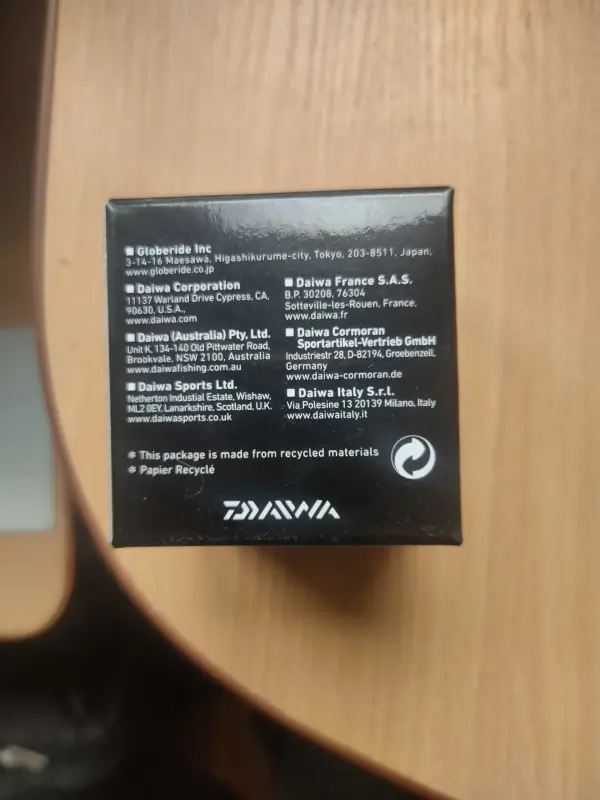 ■ Globeride Inc
3-14-16 Maesawa, Higashikurume-city, Tokyo, 203-8511, Japan,
www.globeride.co.jp
■ Daiwa Corporation
11137 Warland Drive Cypress, CA,
90630, U.S.A.,
www.daiwa.com
■ Daiwa (Australia) Pty, Ltd.
Unit K, 134-140 Old Pittwater Road,
Brookvale, NSW 2100, Australia
www.daiwafishing.com.au
■ Daiwa Sports Ltd.
Netherton Industial Estate, Wishaw,
ML2 0EY, Lanarkshire, Scotland, U.K.
www.daiwasports.co.uk
■ Daiwa France S.A.S.
B.P. 30208, 76304
Sotteville-les-Rouen, France,
www.daiwa.fr
■ Daiwa Cormoran
Sportartikel-Vertrieb GmbH
Industriestr 28, D-82194, Groebenzell,
Germany
www.daiwa-cormoran.de
■ Daiwa Italy S.r.l.
Via Polesine 13 20139 Milano, Italy
www.daiwaitaly.it
* This package is made from recycled materials
* Papier Recyclé
DAIWA